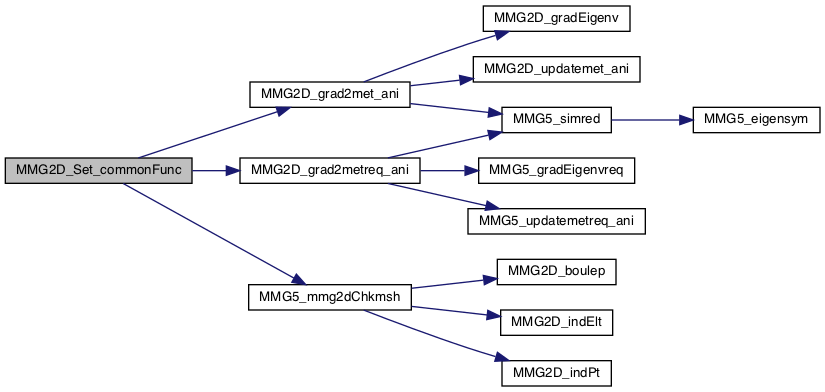 MMG2D_gradEigenv
MMG2D_updatemet_ani
MMG2D_grad2met_ani
MMG5_simred
MMG5_eigensym
MMG2D_Set_commonFunc
MMG2D_grad2metreq_ani
MMG5_gradEigenvreq
MMG5_updatemetreq_ani
MMG2D_boulep
MMG5_mmg2dChkmsh
MMG2D_indElt
MMG2D_indPt